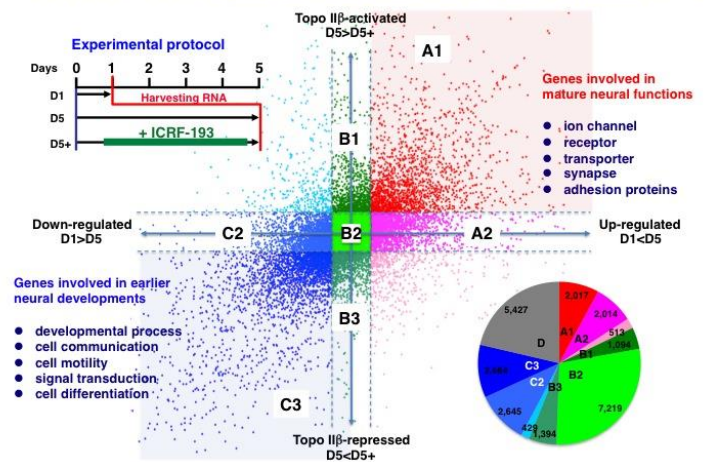 Topo IIβ-activated
D5>D5+
Experimental protocol
Days 0 1 2 3 4 5
D1
Harvesting RNA
D5
+ ICRF-193
D5+
A1
Genes involved in
mature neural functions
● ion channel
● receptor
● transporter
● synapse
● adhesion proteins
B1
Down-regulated
D1>D5
C2
B2
A2
Up-regulated
D1<D5
Genes involved in earlier
neural developments
● developmental process
● cell communication
● cell motility
● signal transduction
● cell differentiation
B3
C3
Topo IIβ-repressed
D5<D5+
2,017
2,014
513
1,094
7,219
1,394
429
2,645
5,427
A1
A2
B1
B2
B3
C2
C3
D